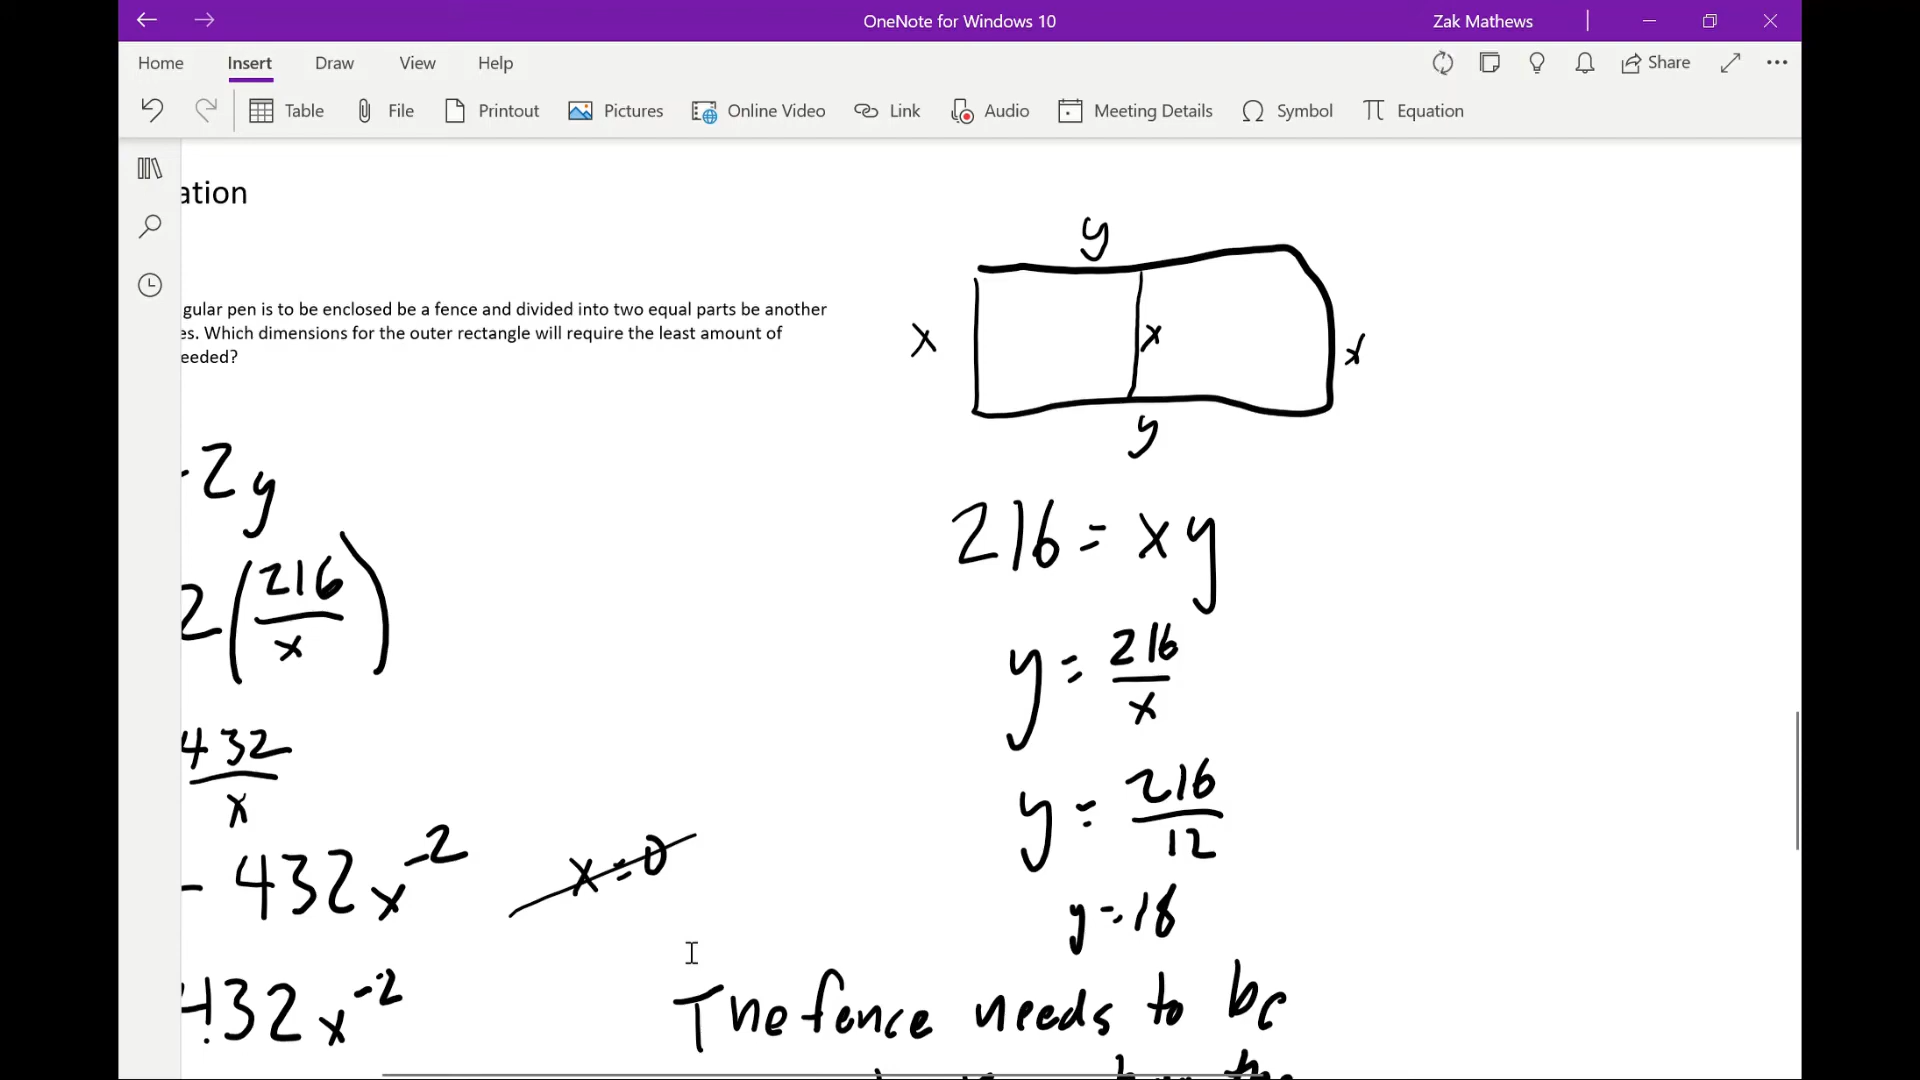 OneNote for Windows 10
Zak Mathews
Home Insert Draw View Help
Share
Table File Printout Pictures Online Video Link Audio Meeting Details Symbol Equation
ation
gular pen is to be enclosed be a fence and divided into two equal parts be another
es. Which dimensions for the outer rectangle will require the least amount of
eeded?
y
x x x
y
-2y
2(216/x)
432/x
- 432x^-2
x=0
432x^-2
216 = xy
y = 216/x
y = 216/12
y = 18
The fence needs to be